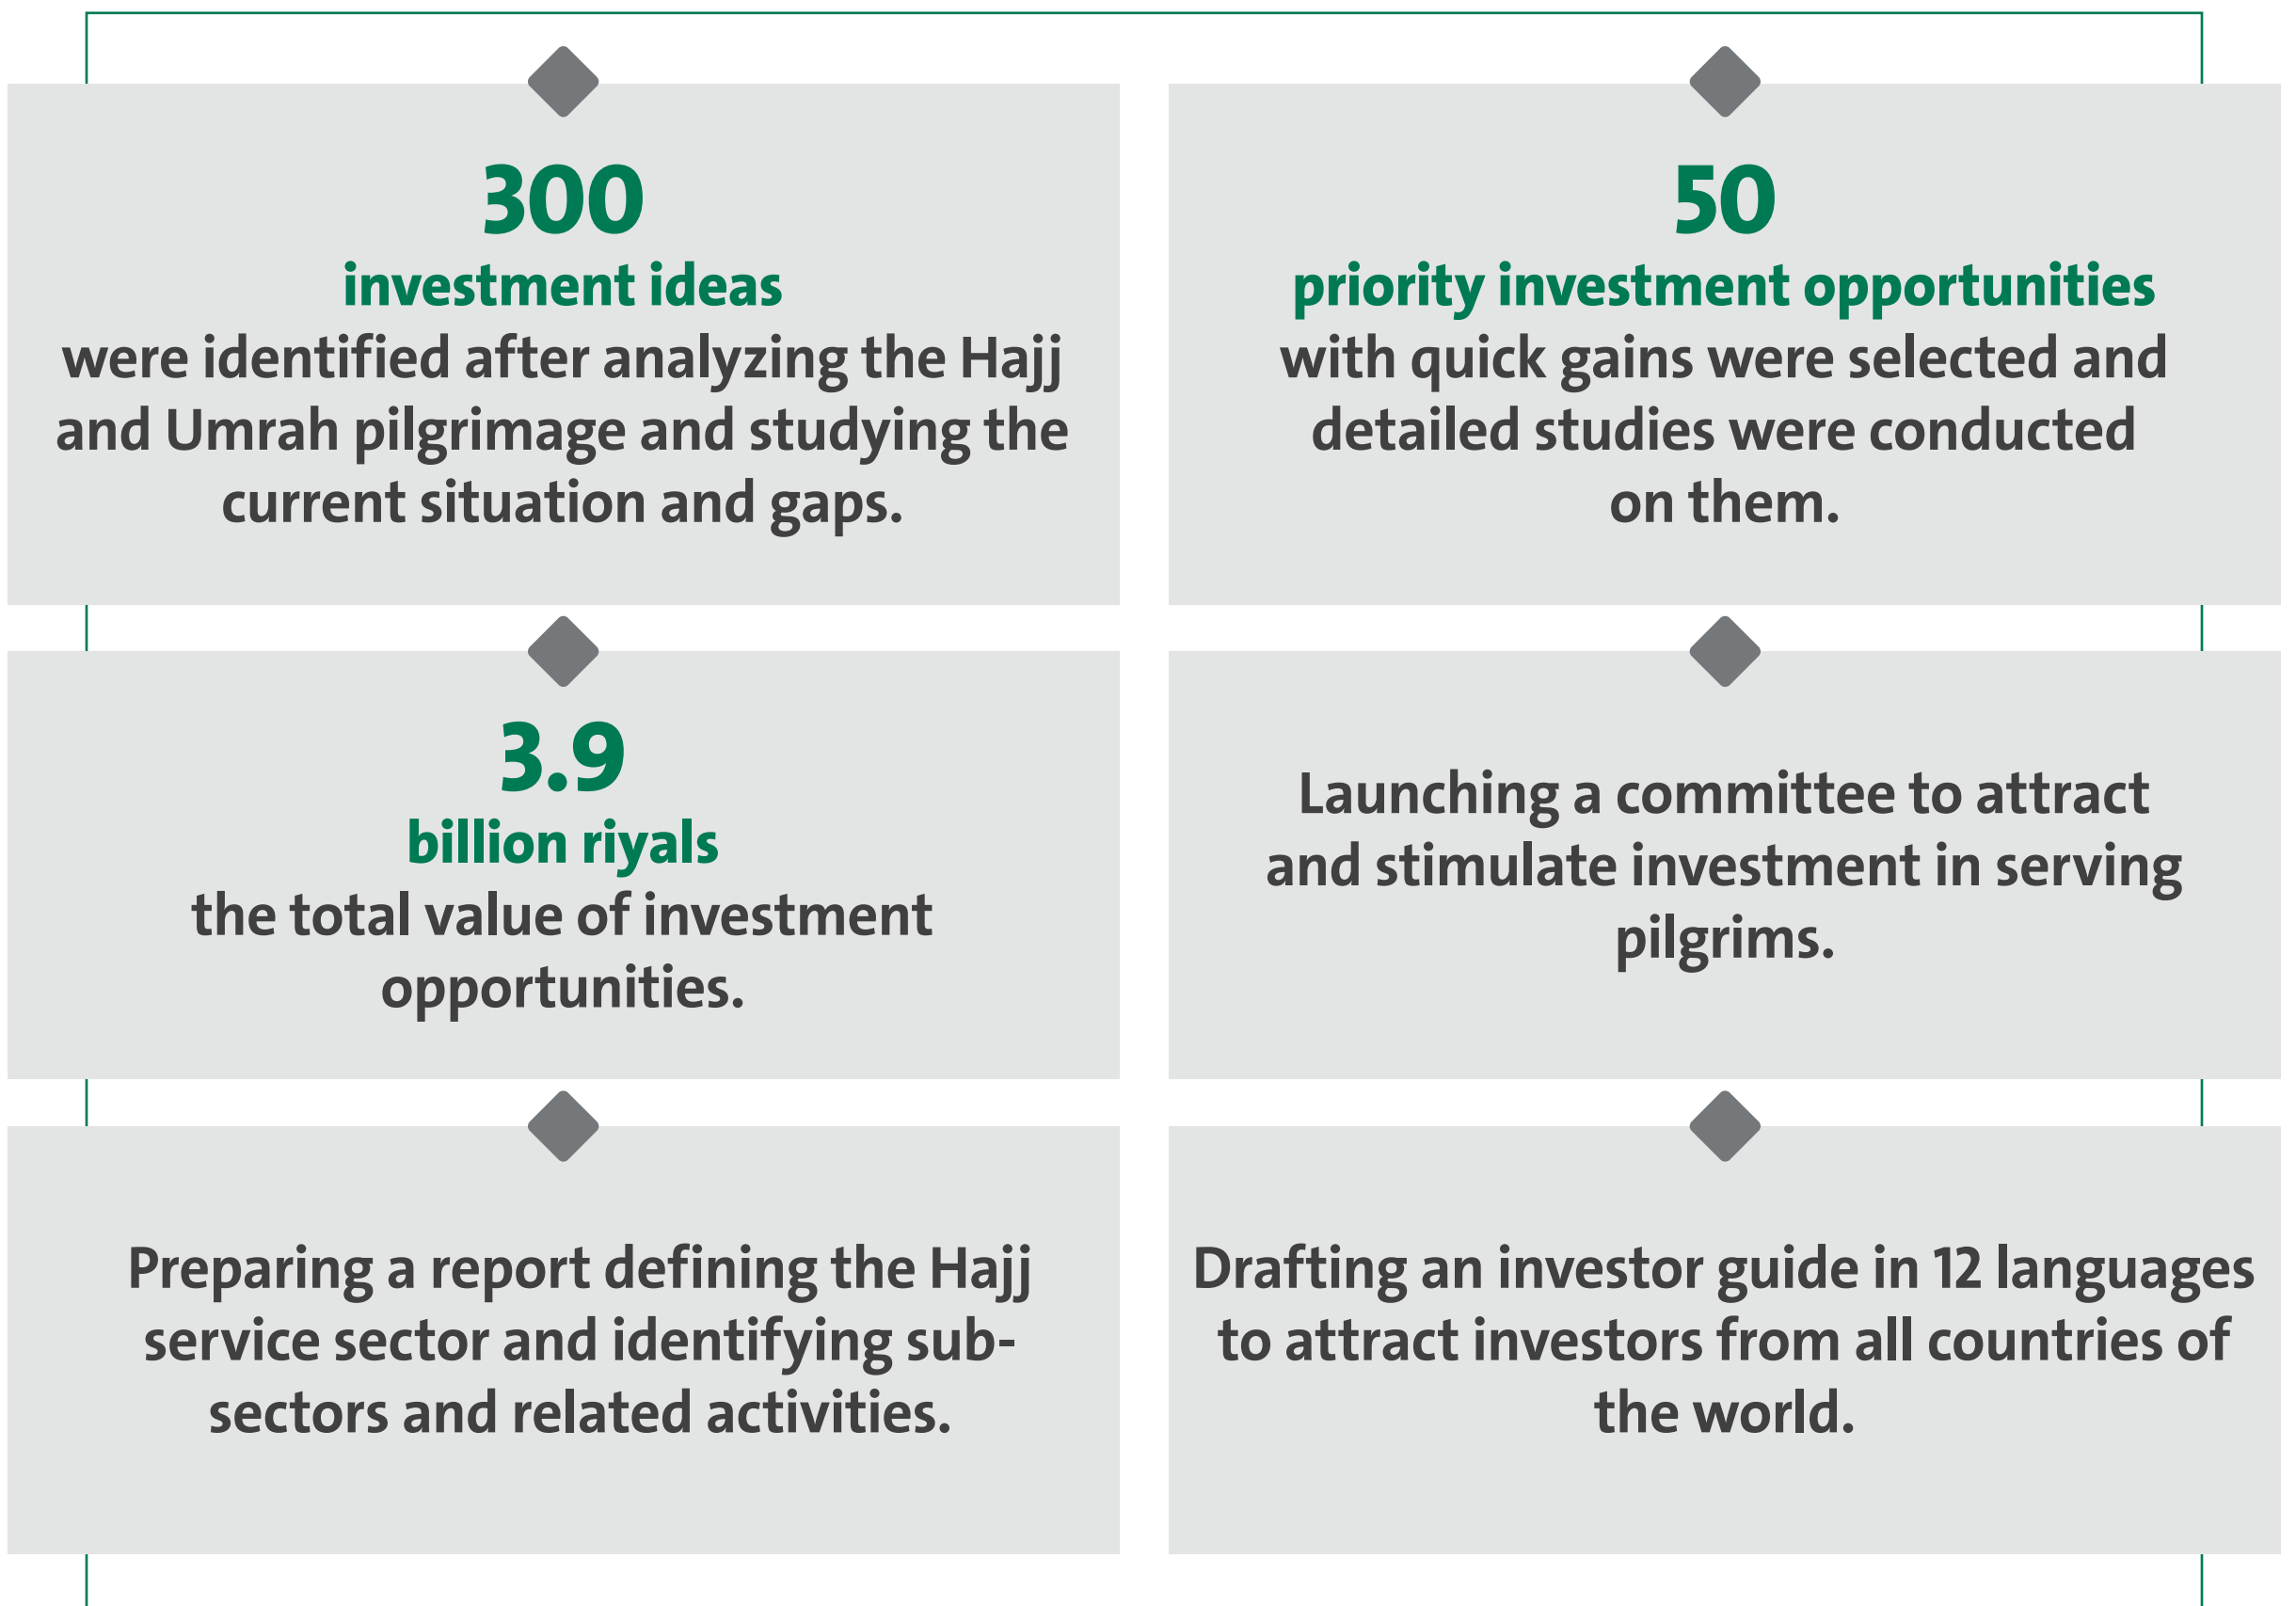 300
investment ideas
were identified after analyzing the Hajj
and Umrah pilgrimage and studying the
current situation and gaps.
50
priority investment opportunities
with quick gains were selected and
detailed studies were conducted
on them.
3.9
billion riyals
the total value of investment
opportunities.
Launching a committee to attract
and stimulate investment in serving
pilgrims.
Preparing a report defining the Hajj
service sector and identifying sub-
sectors and related activities.
Drafting an investor guide in 12 languages
to attract investors from all countries of
the world.